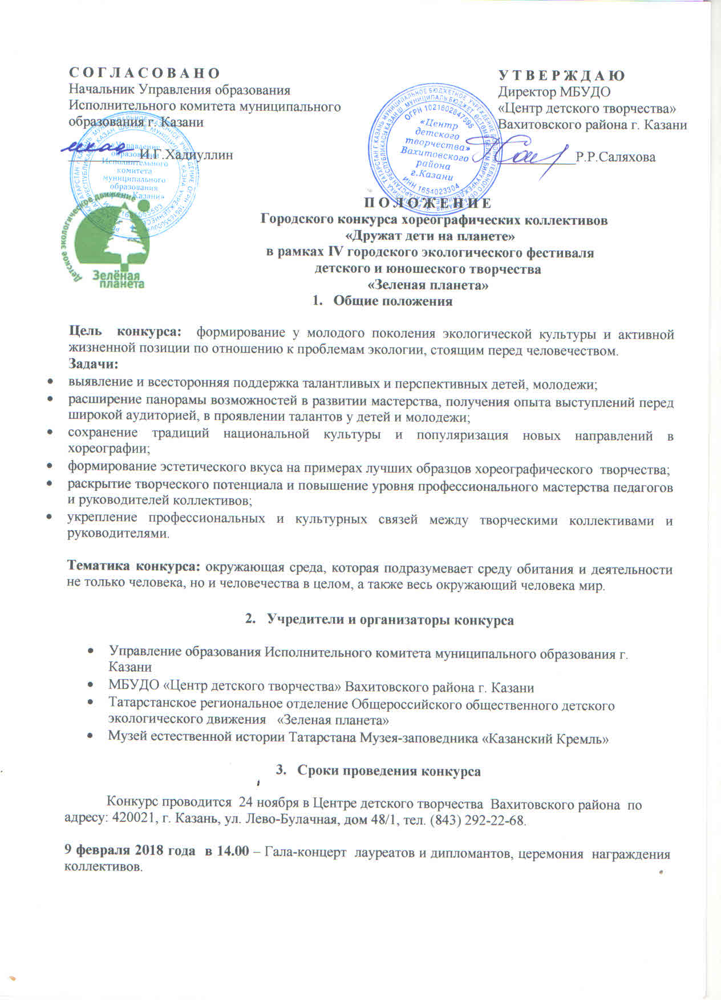 С О Г Л А С О В А Н О
Начальник Управления образования
Исполнительного комитета муниципального
образования г. Казани
И.Г.Хадиуллин
У Т В Е Р Ж Д А Ю
Директор МБУДО
«Центр детского творчества»
Вахитовского района г. Казани
Р.Р.Саляхова
Управление
образования
Исполнительного
комитета
муниципального
образования
Казани»
ОГРН 1021602847595
«Центр
детского
творчества»
Вахитовского
района
г.Казани
ИНН 1654023304
Детское экологическое движение
Зелёная
планета
П О Л О Ж Е Н И Е
Городского конкурса хореографических коллективов
«Дружат дети на планете»
в рамках IV городского экологического фестиваля
детского и юношеского творчества
«Зеленая планета»
1. Общие положения
Цель конкурса: формирование у молодого поколения экологической культуры и активной
жизненной позиции по отношению к проблемам экологии, стоящим перед человечеством.
Задачи:
• выявление и всесторонняя поддержка талантливых и перспективных детей, молодежи;
• расширение панорамы возможностей в развитии мастерства, получения опыта выступлений перед
широкой аудиторией, в проявлении талантов у детей и молодежи;
• сохранение традиций национальной культуры и популяризация новых направлений в
хореографии;
• формирование эстетического вкуса на примерах лучших образцов хореографического творчества;
• раскрытие творческого потенциала и повышение уровня профессионального мастерства педагогов
и руководителей коллективов;
• укрепление профессиональных и культурных связей между творческими коллективами и
руководителями.
Тематика конкурса: окружающая среда, которая подразумевает среду обитания и деятельности
не только человека, но и человечества в целом, а также весь окружающий человека мир.
2. Учредители и организаторы конкурса
• Управление образования Исполнительного комитета муниципального образования г.
Казани
• МБУДО «Центр детского творчества» Вахитовского района г. Казани
• Татарстанское региональное отделение Общероссийского общественного детского
экологического движения «Зеленая планета»
• Музей естественной истории Татарстана Музея-заповедника «Казанский Кремль»
3. Сроки проведения конкурса
Конкурс проводится 24 ноября в Центре детского творчества Вахитовского района по
адресу: 420021, г. Казань, ул. Лево-Булачная, дом 48/1, тел. (843) 292-22-68.
9 февраля 2018 года в 14.00 – Гала-концерт лауреатов и дипломантов, церемония награждения
коллективов.